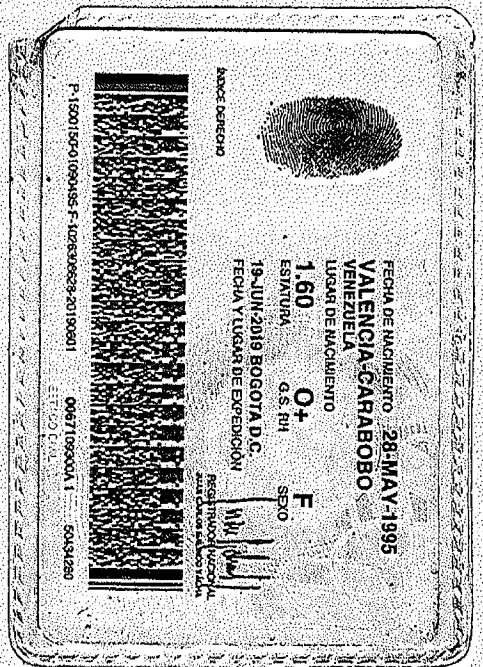 FECHA DE NACIMIENTO 28-MAY-1995
VALENCIA-CARABOBO
VENEZUELA
LUGAR DE NACIMIENTO
1.60 O+ F
ESTATURA G.S. RH SEXO
19-JUN-2019 BOGOTA D.C.
FECHA Y LUGAR DE EXPEDICIÓN
INDICE DERECHO
REGISTRADOR NACIONAL